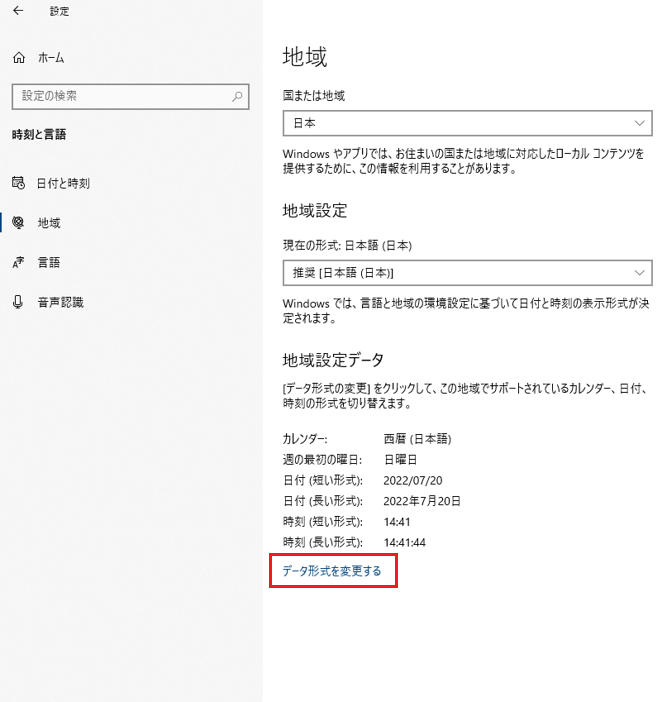 設定
ホーム
設定の検索
時刻と言語
日付と時刻
地域
言語
音声認識
地域
国または地域
日本
Windows やアプリでは、お住まいの国または地域に対応したローカル コンテンツを
提供するために、この情報を利用することがあります。
地域設定
現在の形式: 日本語 (日本)
推奨 [日本語 (日本)]
Windows では、言語と地域の環境設定に基づいて日付と時刻の表示形式が決
定されます。
地域設定データ
[データ形式の変更] をクリックして、この地域でサポートされているカレンダー、日付、
時刻の形式を切り替えます。
カレンダー: 西暦 (日本語)
週の最初の曜日: 日曜日
日付 (短い形式): 2022/07/20
日付 (長い形式): 2022年7月20日
時刻 (短い形式): 14:41
時刻 (長い形式): 14:41:44
データ形式を変更する